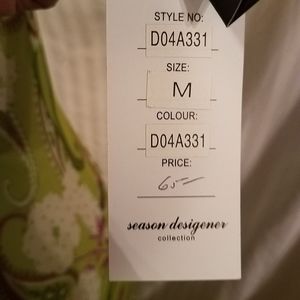 STYLE NO:
D04A331
SIZE:
M
COLOUR:
D04A331
PRICE:
65—
season desigener
collection